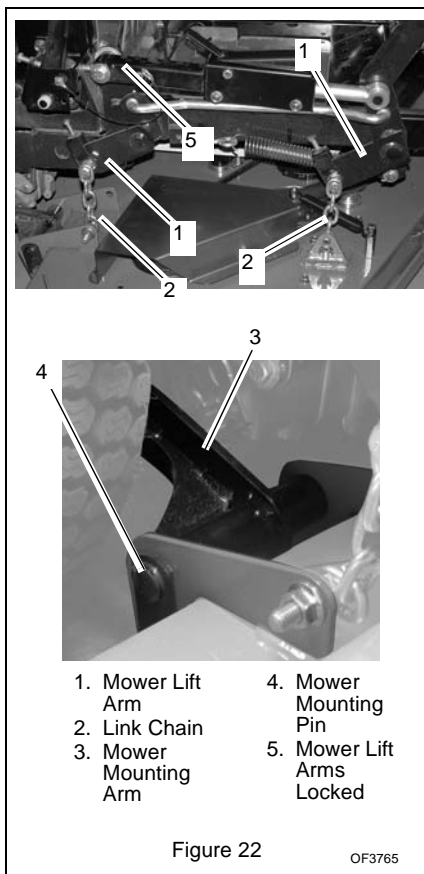 1
5
1
2
2
3
4
1. Mower Lift
Arm
2. Link Chain
3. Mower
Mounting
Arm
4. Mower
Mounting
Pin
5. Mower Lift
Arms
Locked
Figure 22
OF3765